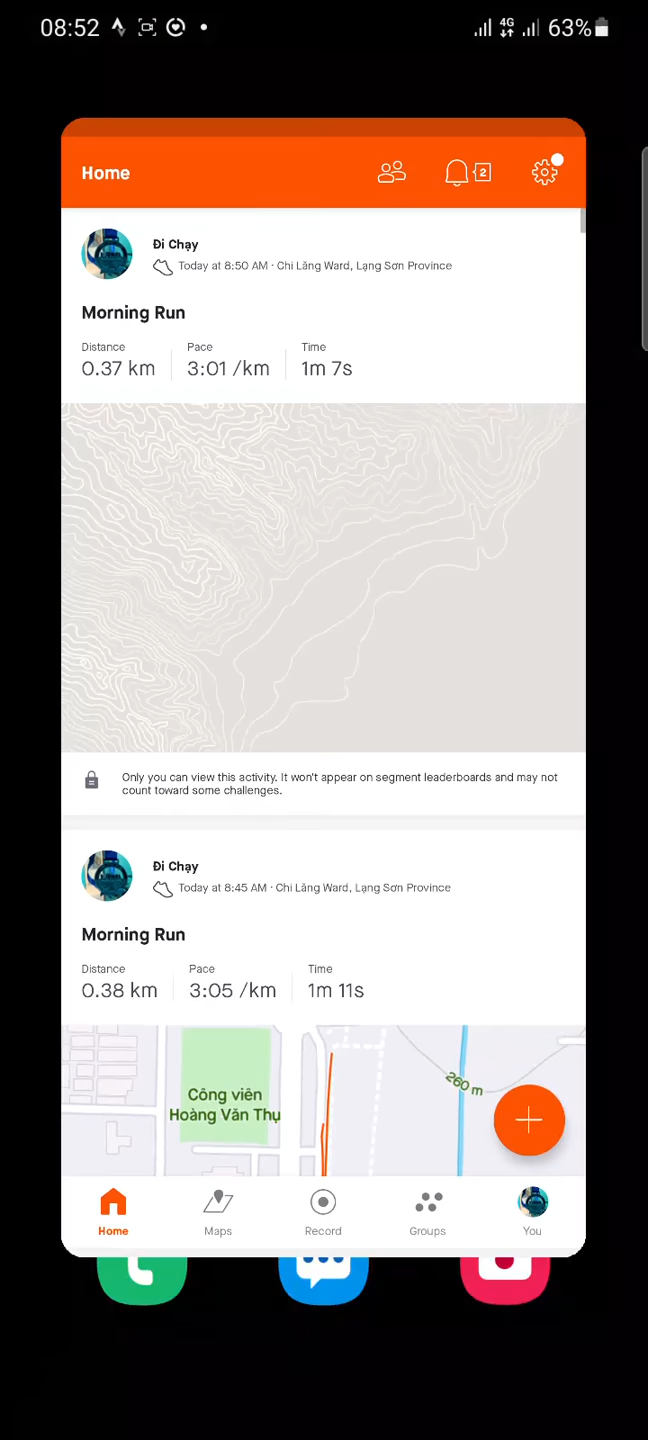 08:52
4G
63%
Home
2
Đi Chạy
Today at 8:50 AM · Chi Lăng Ward, Lạng Sơn Province
Morning Run
Distance Pace Time
0.37 km 3:01 /km 1m 7s
Only you can view this activity. It won't appear on segment leaderboards and may not
count toward some challenges.
Đi Chạy
Today at 8:45 AM · Chi Lăng Ward, Lạng Sơn Province
Morning Run
Distance Pace Time
0.38 km 3:05 /km 1m 11s
Công viên
Hoàng Văn Thụ
260 m
Home Maps Record Groups You